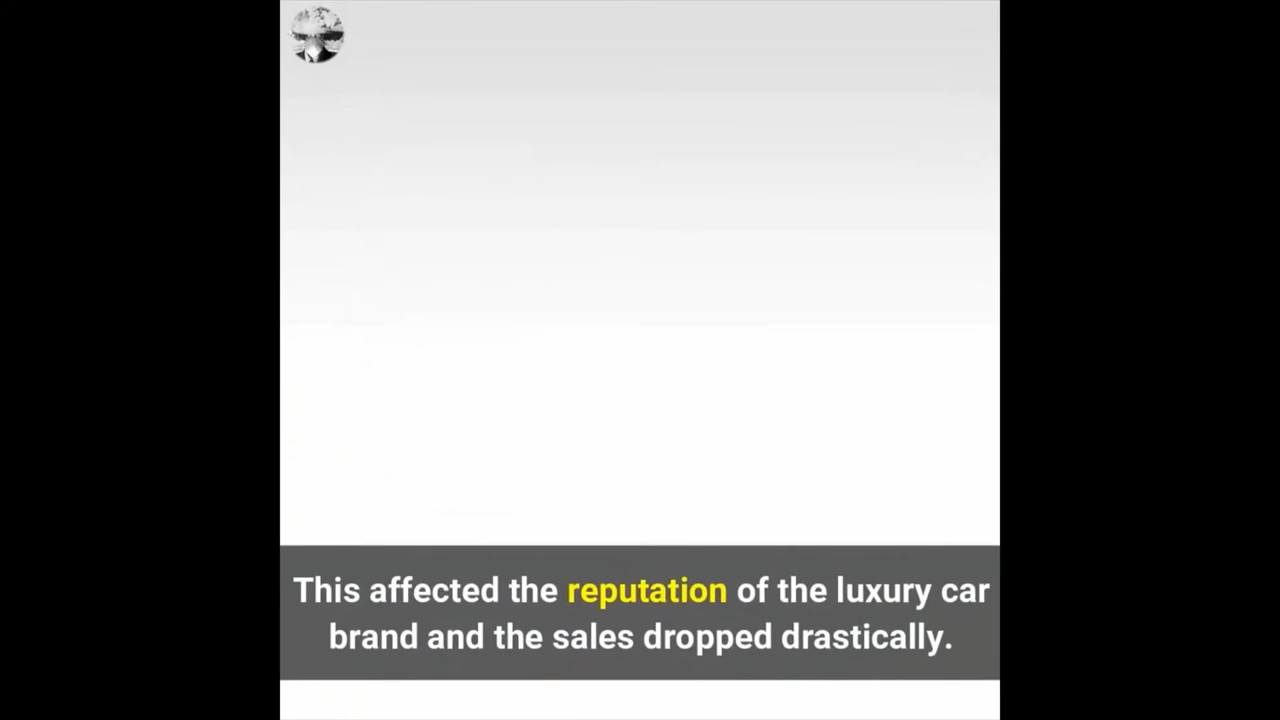 This affected the reputation of the luxury car
brand and the sales dropped drastically.